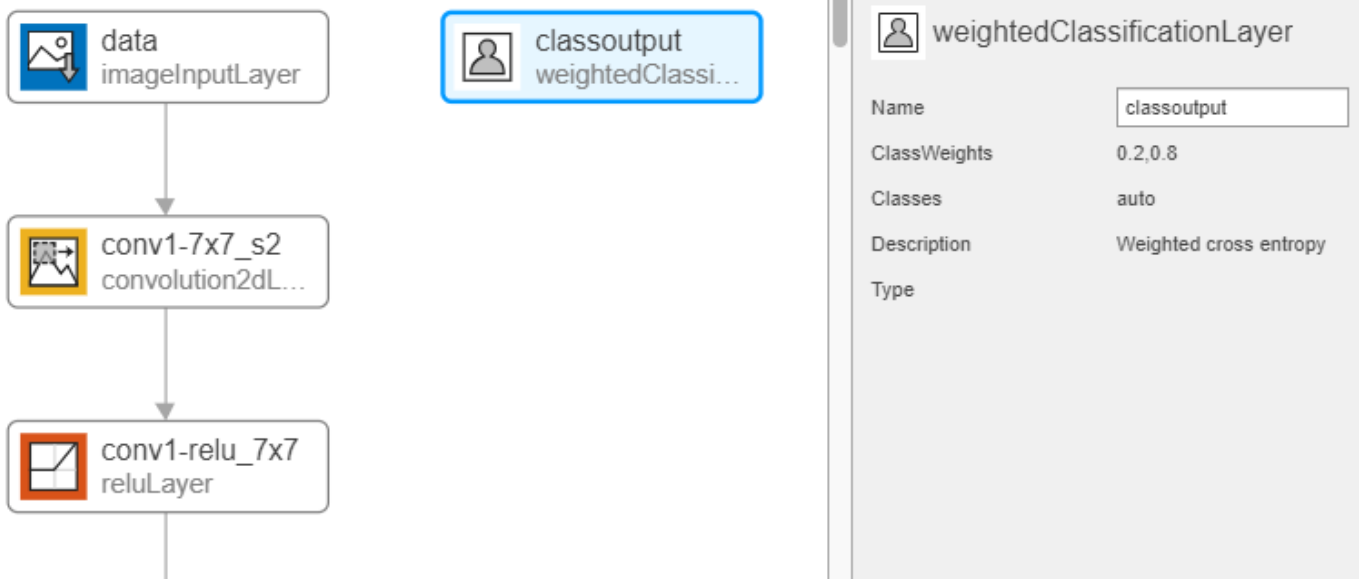 data
imageInputLayer
classoutput
weightedClassi...
conv1-7x7_s2
convolution2dL...
conv1-relu_7x7
reluLayer
weightedClassificationLayer
Name
classoutput
ClassWeights
0.2,0.8
Classes
auto
Description
Weighted cross entropy
Type